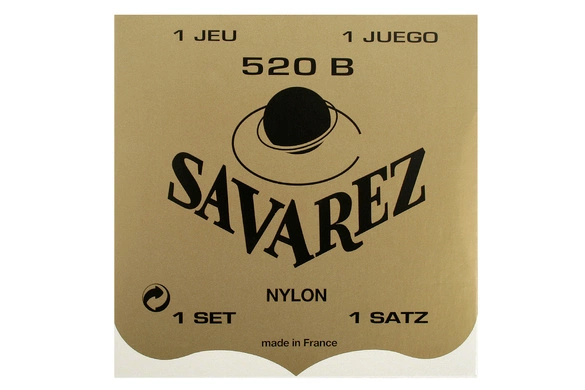 1 JEU 1 JUEGO
520 B
SAVAREZ
NYLON
1 SET 1 SATZ
made in France